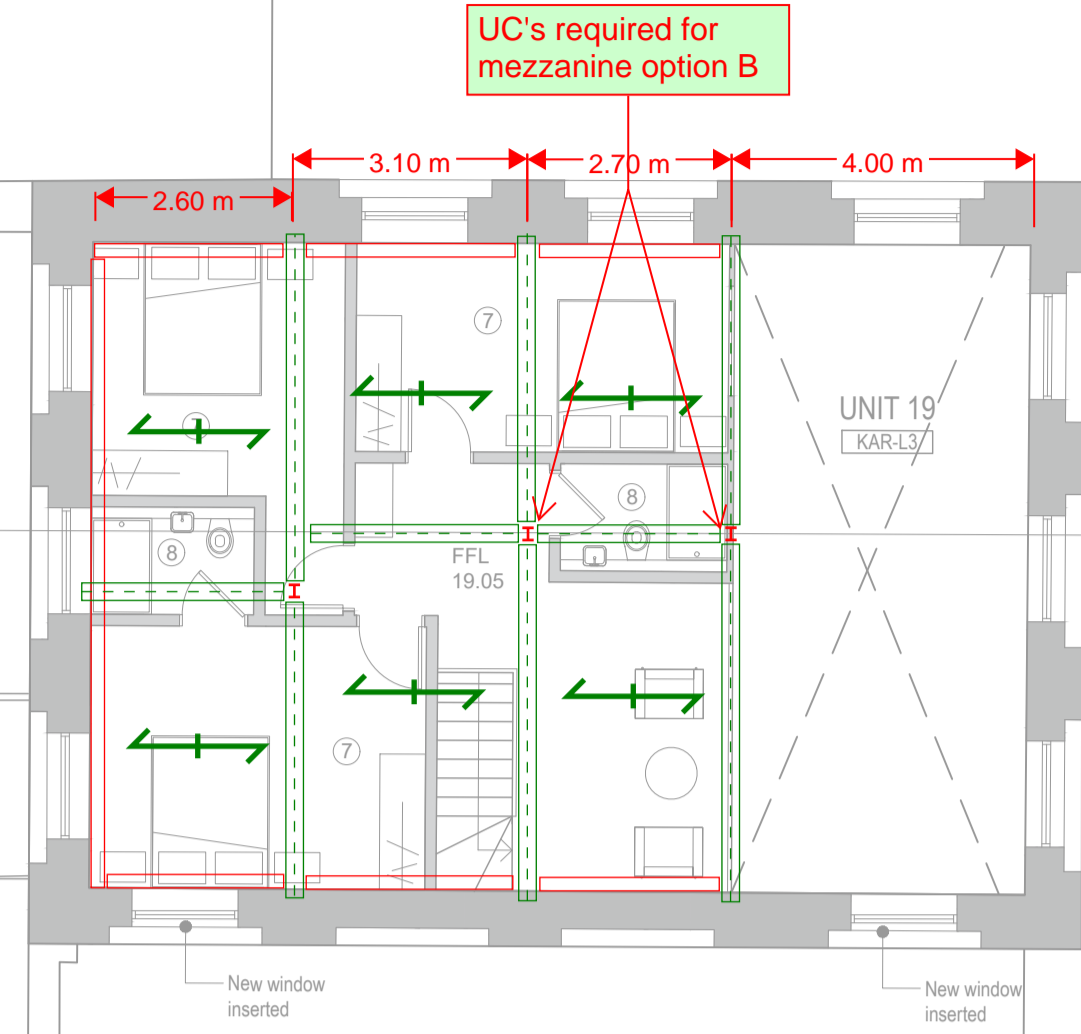 UC's required for
mezzanine option B
3.10 m
2.70 m
4.00 m
2.60 m
7
UNIT 19
KAR-L3
7
8
8
FFL
19.05
7
New window
inserted
New window
inserted